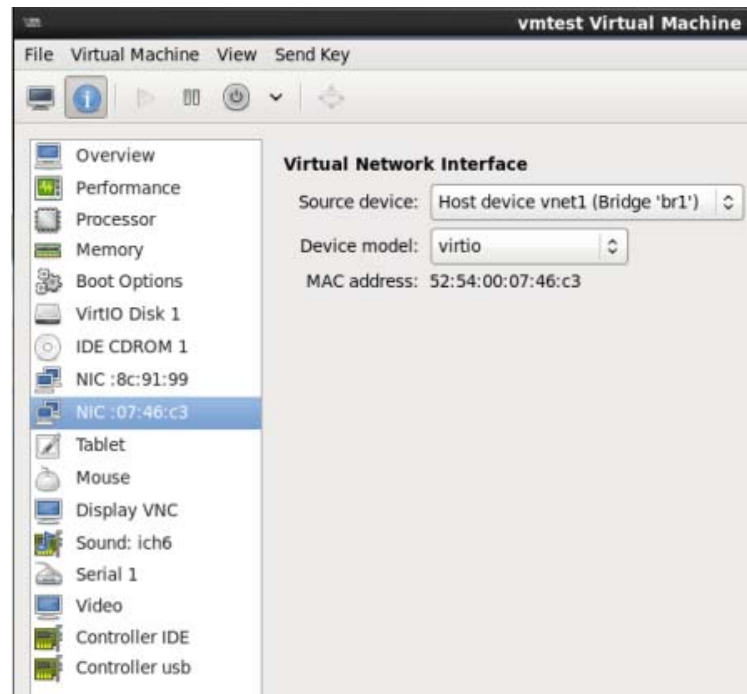 vmtest Virtual Machine
File Virtual Machine View Send Key
Overview
Performance
Processor
Memory
Boot Options
VirtIO Disk 1
IDE CDROM 1
NIC :8c:91:99
NIC :07:46:c3
Tablet
Mouse
Display VNC
Sound: ich6
Serial 1
Video
Controller IDE
Controller usb
Virtual Network Interface
Source device: Host device vnet1 (Bridge 'br1')
Device model: virtio
MAC address: 52:54:00:07:46:c3